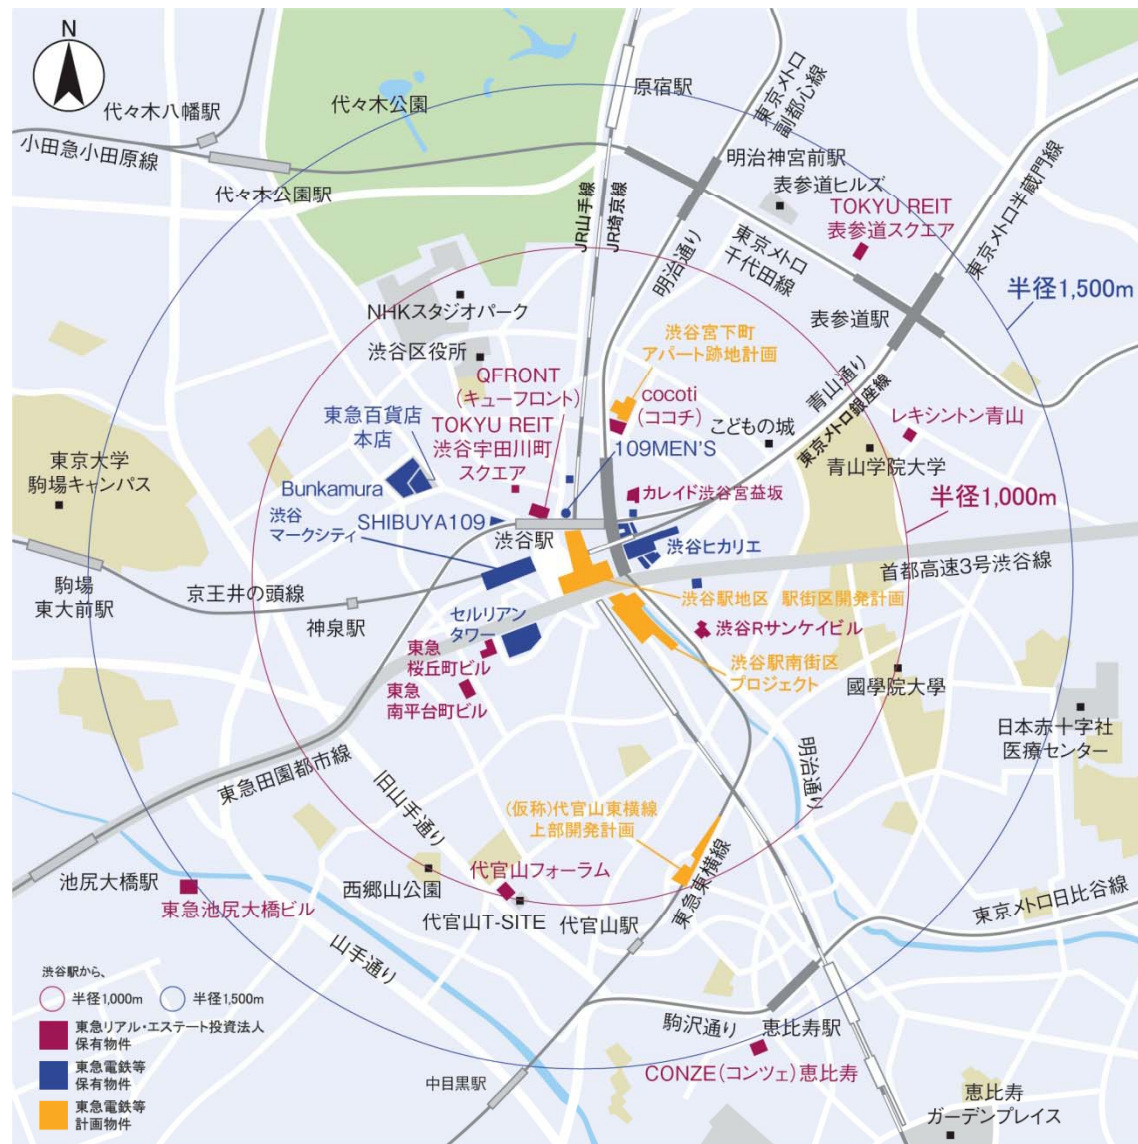 N
代々木八幡駅
代々木公園
原宿駅
東京メトロ
副都心線
小田急小田原線
代々木公園駅
明治神宮前駅
表参道ヒルズ
TOKYU REIT
表参道スクエア
東京メトロ半蔵門線
JR山手線
JR埼京線
明治通り
東京メトロ
千代田線
半径1,500m
NHKスタジオパーク
表参道駅
渋谷区役所
渋谷宮下町
アパート跡地計画
QFRONT
(キューフロント)
cocoti
(ココチ)
青山通り
東京メトロ銀座線
東急百貨店
本店
TOKYU REIT
渋谷宇田川町
スクエア
こどもの城
レキシントン青山
109MEN'S
東京大学
駒場キャンパス
青山学院大学
Bunkamura
カレイド渋谷宮益坂
半径1,000m
渋谷
マークシティ
SHIBUYA109
渋谷駅
渋谷ヒカリエ
首都高速3号渋谷線
駒場
東大前駅
京王井の頭線
神泉駅
渋谷駅地区 駅街区開発計画
セルリアン
タワー
渋谷Rサンケイビル
東急
桜丘町ビル
渋谷駅南街区
プロジェクト
東急
南平台町ビル
國學院大學
日本赤十字社
医療センター
東急田園都市線
旧山手通り
明治通り
(仮称)代官山東横線
上部開発計画
池尻大橋駅
東急池尻大橋ビル
西郷山公園
代官山フォーラム
代官山T-SITE
代官山駅
東急東横線
東京メトロ日比谷線
山手通り
渋谷駅から、
半径1,000m
半径1,500m
東急リアル・エステート投資法人
保有物件
東急電鉄等
保有物件
東急電鉄等
計画物件
駒沢通り
恵比寿駅
中目黒駅
CONZE(コンツェ)恵比寿
恵比寿
ガーデンプレイス